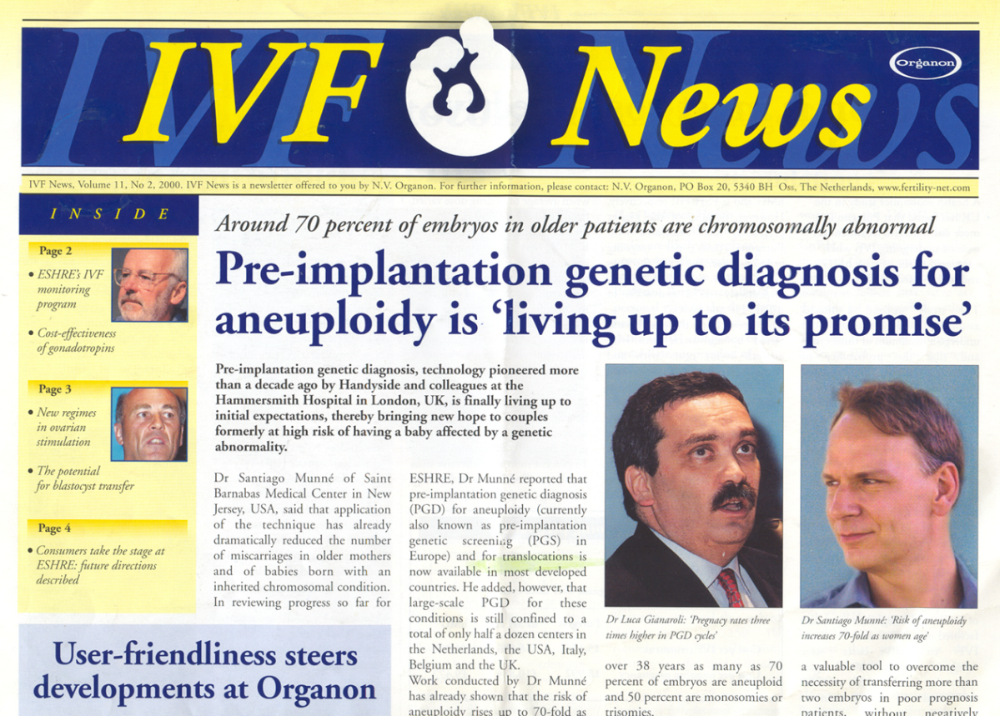 IVF News
Organon
IVF News, Volume 11, No 2, 2000. IVF News is a newsletter offered to you by N.V. Organon. For further information, please contact: N.V. Organon, PO Box 20, 5340 BH Oss, The Netherlands, www.fertility-net.com
INSIDE
Page 2
• ESHRE's IVF
monitoring
program
• Cost-effectiveness
of gonadotropins
Page 3
• New regimes
in ovarian
stimulation
• The potential
for blastocyst transfer
Page 4
• Consumers take the stage at
ESHRE: future directions
described
User-friendliness steers
developments at Organon
Around 70 percent of embryos in older patients are chromosomally abnormal
Pre-implantation genetic diagnosis for
aneuploidy is ‘living up to its promise’
Pre-implantation genetic diagnosis, technology pioneered more
than a decade ago by Handyside and colleagues at the
Hammersmith Hospital in London, UK, is finally living up to
initial expectations, thereby bringing new hope to couples
formerly at high risk of having a baby affected by a genetic
abnormality.
Dr Santiago Munné of Saint
Barnabas Medical Center in New
Jersey, USA, said that application
of the technique has already
dramatically reduced the number
of miscarriages in older mothers
and of babies born with an
inherited chromosomal condition.
In reviewing progress so far for
ESHRE, Dr Munné reported that
pre-implantation genetic diagnosis
(PGD) for aneuploidy (currently
also known as pre-implantation
genetic screening (PGS) in
Europe) and for translocations is
now available in most developed
countries. He added, however, that
large-scale PGD for these
conditions is still confined to a
total of only half a dozen centers in
the Netherlands, the USA, Italy,
Belgium and the UK.
Work conducted by Dr Munné
has already shown that the risk of
aneuploidy rises up to 70-fold as
Dr Luca Gianaroli: ‘Pregnacy rates three
times higher in PGD cycles’
over 38 years as many as 70
percent of embryos are aneuploid
and 50 percent are monosomies or
trisomies.
Dr Santiago Munné: ‘Risk of aneuploidy
increases 70-fold as women age’
a valuable tool to overcome the
necessity of transferring more than
two embryos in poor prognosis
patients, without negatively